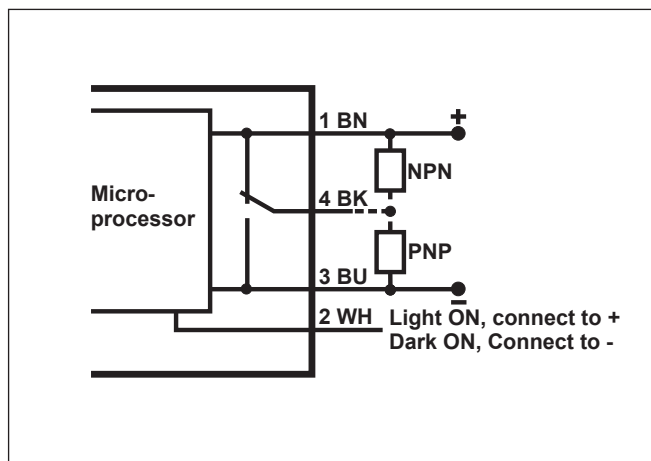 1 BN
+
NPN
Micro-
processor
4 BK
PNP
3 BU
–
2 WH
Light ON, connect to +
Dark ON, Connect to -